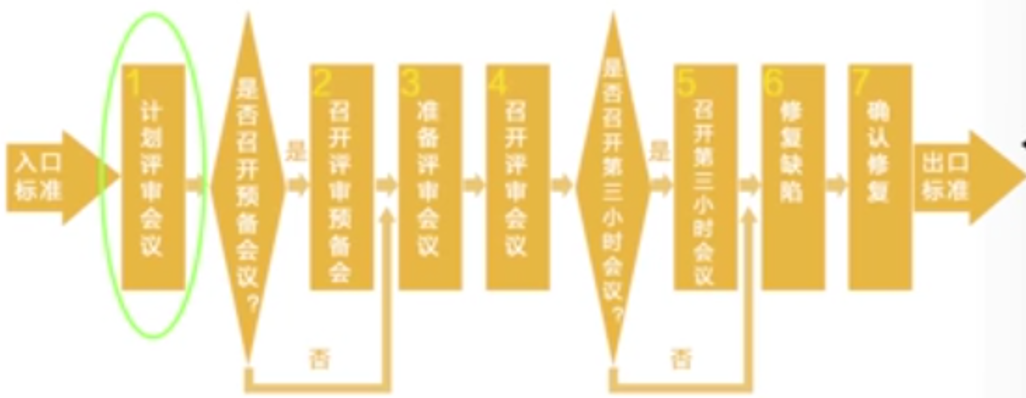 入口
标准
1
计划评审会议
是否召开预备会议?
是
否
2
召开评审预备会
3
准备评审会议
4
召开评审会议
是否召开第三小时会议?
是
否
5
召开第三小时会议
6
修复缺陷
7
确认修复
出口
标准